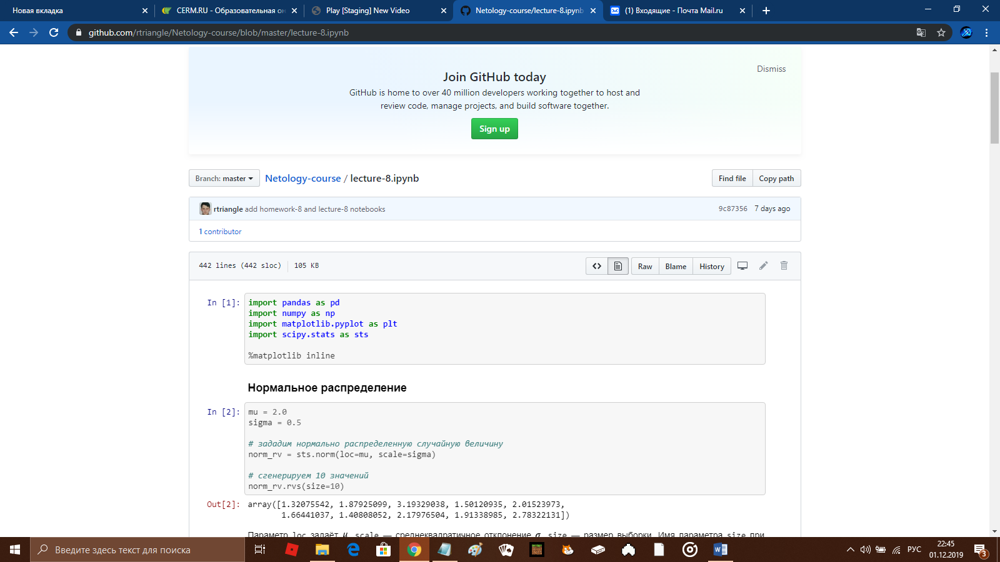 Новая вкладка
CERM.RU - Образовательная он
Play [Staging] New Video
Netology-course/lecture-8.ipynb
(1) Входящие - Почта Mail.ru
github.com/rtriangle/Netology-course/blob/master/lecture-8.ipynb
Dismiss
Join GitHub today
GitHub is home to over 40 million developers working together to host and
review code, manage projects, and build software together.
Sign up
Branch: master
Netology-course / lecture-8.ipynb
Find file
Copy path
rtriangle add homework-8 and lecture-8 notebooks
9c87356 7 days ago
1 contributor
442 lines (442 sloc) 105 KB
<>
Raw
Blame
History
In [1]:
import pandas as pd
import numpy as np
import matplotlib.pyplot as plt
import scipy.stats as sts
%matplotlib inline
Нормальное распределение
In [2]:
mu = 2.0
sigma = 0.5
# зададим нормально распределенную случайную величину
norm_rv = sts.norm(loc=mu, scale=sigma)
# сгенерируем 10 значений
norm_rv.rvs(size=10)
Out[2]:
array([1.32075542, 1.87925099, 3.19329038, 1.50120935, 2.01523973,
1.66441037, 1.40808052, 2.17976504, 1.91338985, 2.78322131])
Параметр loc задаёт μ, scale — среднеквадратичное отклонение σ, size — размер выборки. Имя параметра size при
Введите здесь текст для поиска
РУС
22:45
01.12.2019
3